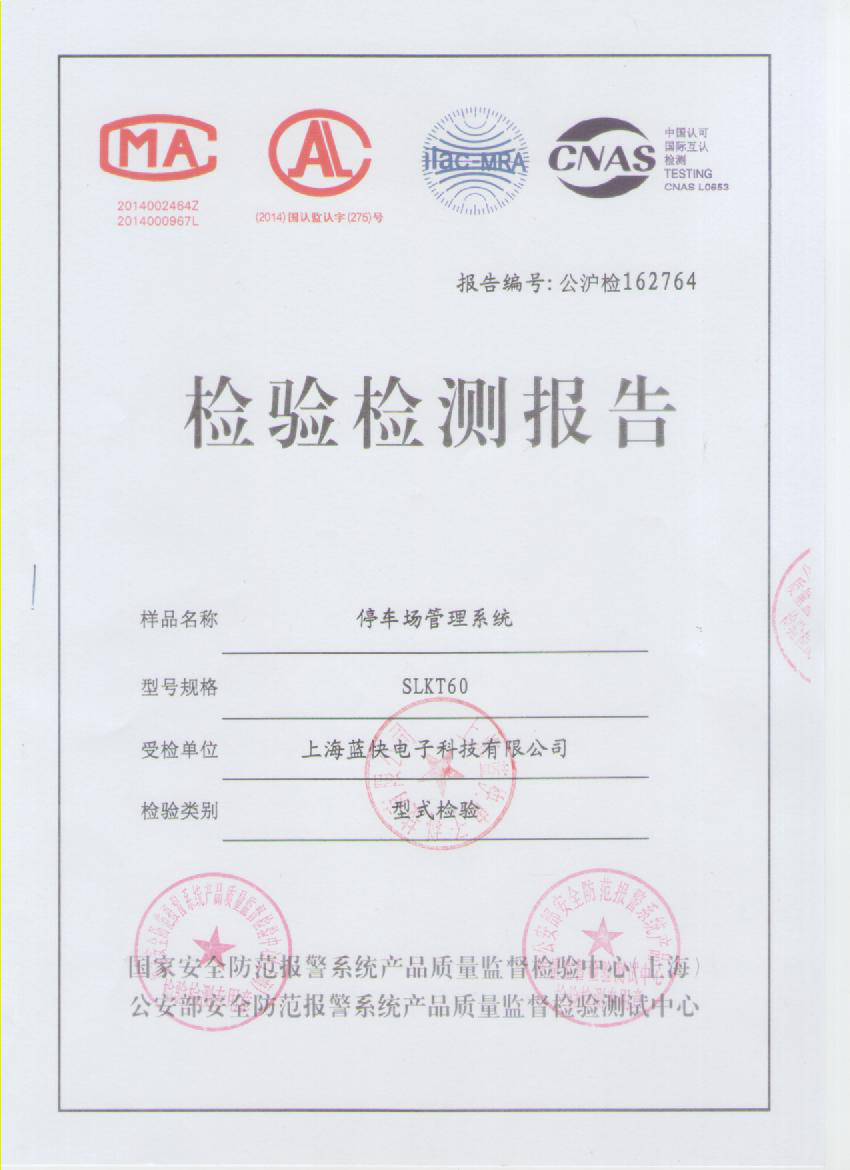 MA
AL
ilac-MRA
CNAS
中国认可
国际互认
检测
TESTING
CNAS L0653
2014002464Z
2014000967L
(2014)国认监认字(275)号
报告编号:公沪检162764
检验检测报告
样品名称 停车场管理系统
型号规格 SLKT60
受检单位 上海蓝快电子科技有限公司
检验类别 型式检验
国家安全防范报警系统产品质量监督检验中心(上海)
公安部安全防范报警系统产品质量监督检验测试中心